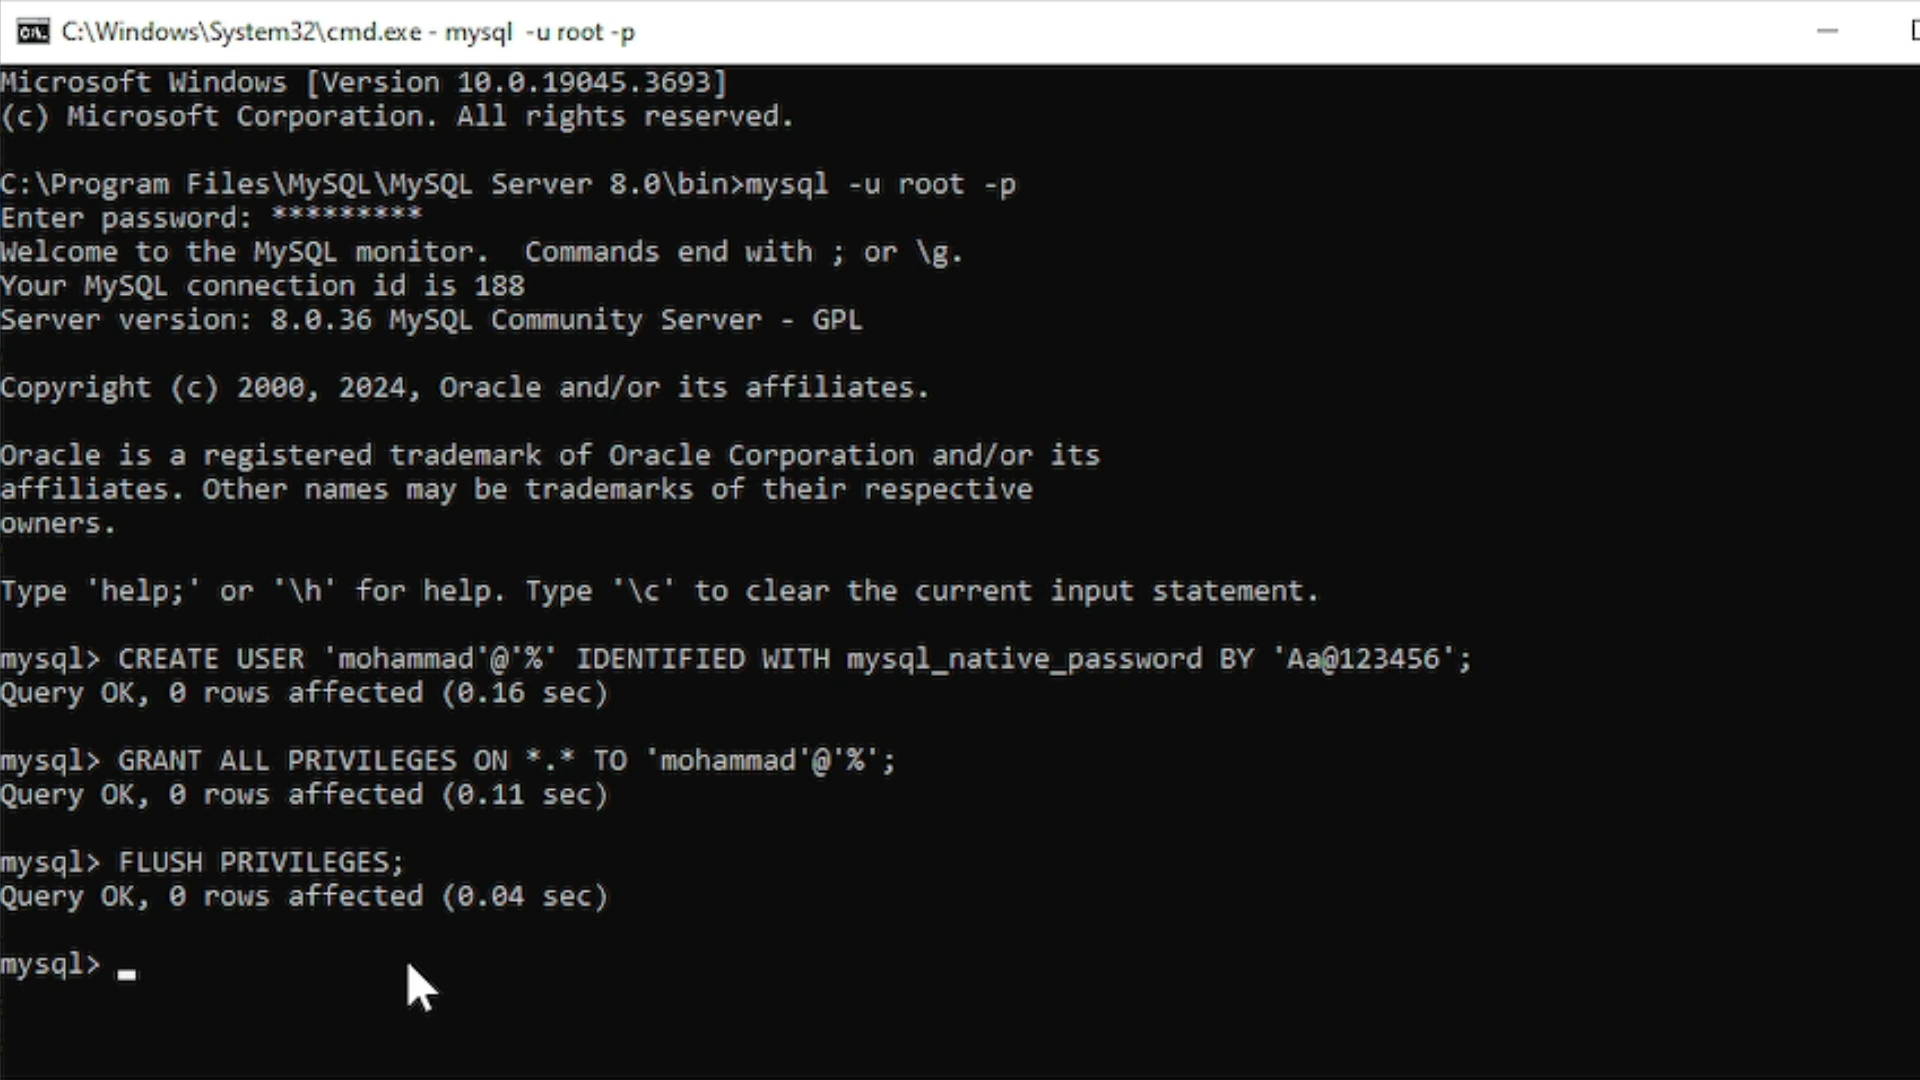 C:\Windows\System32\cmd.exe - mysql  -u root -p
Microsoft Windows [Version 10.0.19045.3693]
(c) Microsoft Corporation. All rights reserved.
C:\Program Files\MySQL\MySQL Server 8.0\bin>mysql -u root -p
Enter password: *********
Welcome to the MySQL monitor.  Commands end with ; or \g.
Your MySQL connection id is 188
Server version: 8.0.36 MySQL Community Server - GPL
Copyright (c) 2000, 2024, Oracle and/or its affiliates.
Oracle is a registered trademark of Oracle Corporation and/or its
affiliates. Other names may be trademarks of their respective
owners.
Type 'help;' or '\h' for help. Type '\c' to clear the current input statement.
mysql> CREATE USER 'mohammad'@'%' IDENTIFIED WITH mysql_native_password BY 'Aa@123456';
Query OK, 0 rows affected (0.16 sec)
mysql> GRANT ALL PRIVILEGES ON *.* TO 'mohammad'@'%';
Query OK, 0 rows affected (0.11 sec)
mysql> FLUSH PRIVILEGES;
Query OK, 0 rows affected (0.04 sec)
mysql>